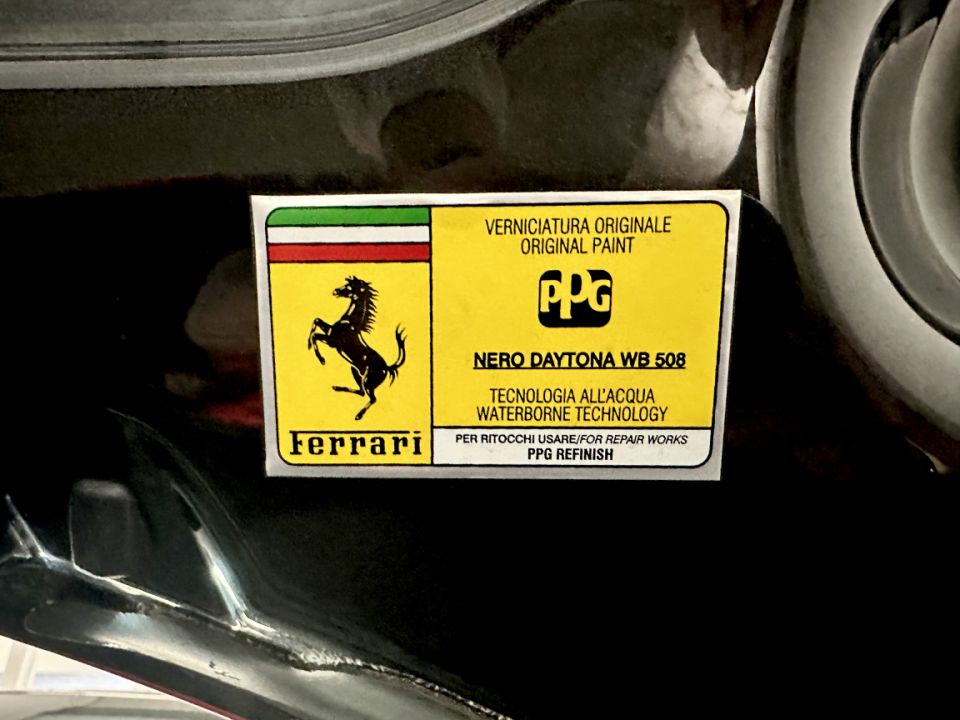 Ferrari
VERNICIATURA ORIGINALE
ORIGINAL PAINT
PPG
NERO DAYTONA WB 508
TECNOLOGIA ALL'ACQUA
WATERBORNE TECHNOLOGY
PER RITOCCHI USARE/FOR REPAIR WORKS
PPG REFINISH